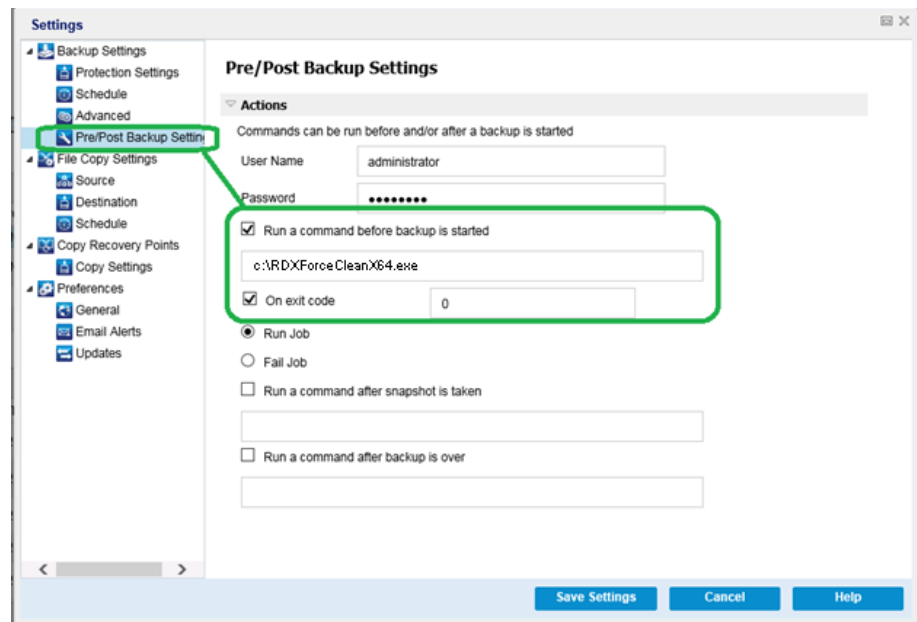 Settings
Backup Settings
Protection Settings
Schedule
Advanced
Pre/Post Backup Settin
File Copy Settings
Source
Destination
Schedule
Copy Recovery Points
Copy Settings
Preferences
General
Email Alerts
Updates
Pre/Post Backup Settings
Actions
Commands can be run before and/or after a backup is started
User Name
administrator
Password
••••••••
Run a command before backup is started
c:\RDXForceCleanX64.exe
On exit code
0
Run Job
Fail Job
Run a command after snapshot is taken
Run a command after backup is over
Save Settings
Cancel
Help